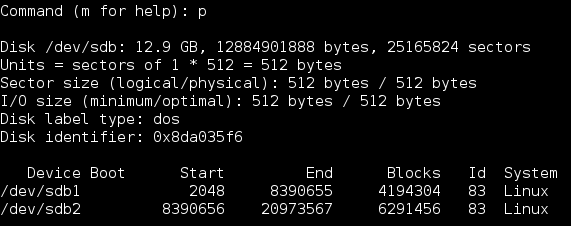 Command (m for help): p
Disk /dev/sdb: 12.9 GB, 12884901888 bytes, 25165824 sectors
Units = sectors of 1 * 512 = 512 bytes
Sector size (logical/physical): 512 bytes / 512 bytes
I/O size (minimum/optimal): 512 bytes / 512 bytes
Disk label type: dos
Disk identifier: 0x8da035f6
Device Boot Start End Blocks Id System
/dev/sdb1 2048 8390655 4194304 83 Linux
/dev/sdb2 8390656 20973567 6291456 83 Linux